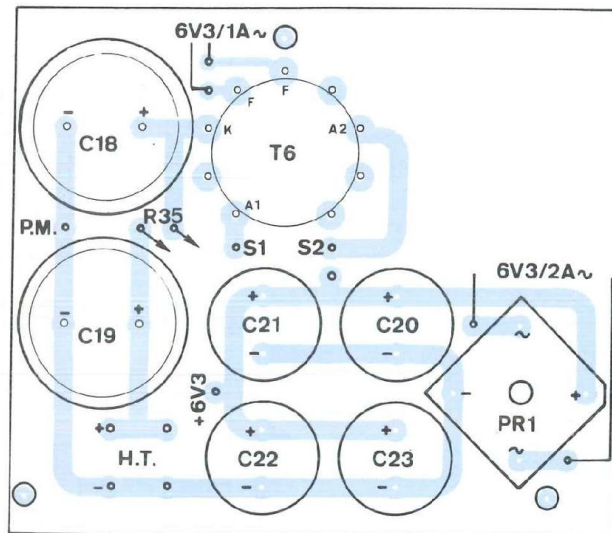 6V3/1A~
F
F
- +
C18
K
T6
A2
A1
P.M.
R35
S1
S2
6V3/2A~
- +
C19
+
C21
-
+
C20
-
~
- +
PR1
~
+6V3
+
H.T.
-
+
C22
-
+
C23
-